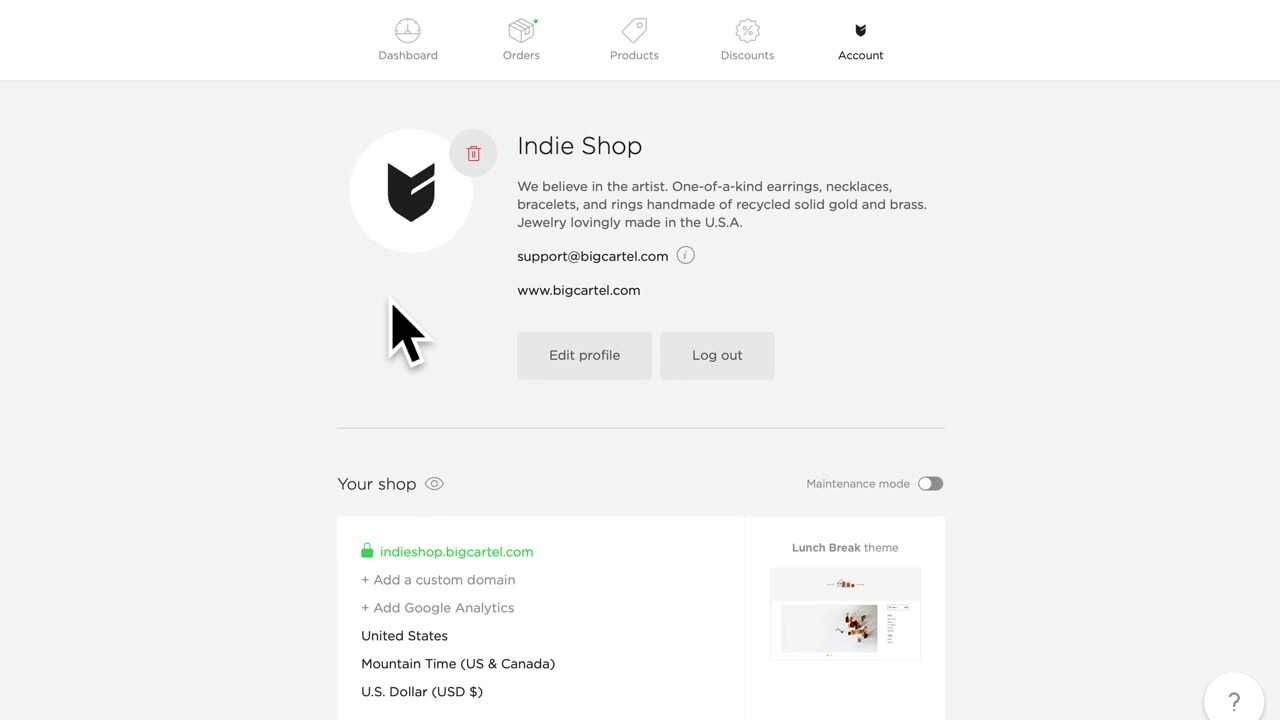 Dashboard
Orders
Products
Discounts
Account
Indie Shop
We believe in the artist. One-of-a-kind earrings, necklaces,
bracelets, and rings handmade of recycled solid gold and brass.
Jewelry lovingly made in the U.S.A.
support@bigcartel.com
www.bigcartel.com
Edit profile
Log out
Your shop
Maintenance mode
indieshop.bigcartel.com
+ Add a custom domain
+ Add Google Analytics
United States
Mountain Time (US & Canada)
U.S. Dollar (USD $)
Lunch Break theme
?